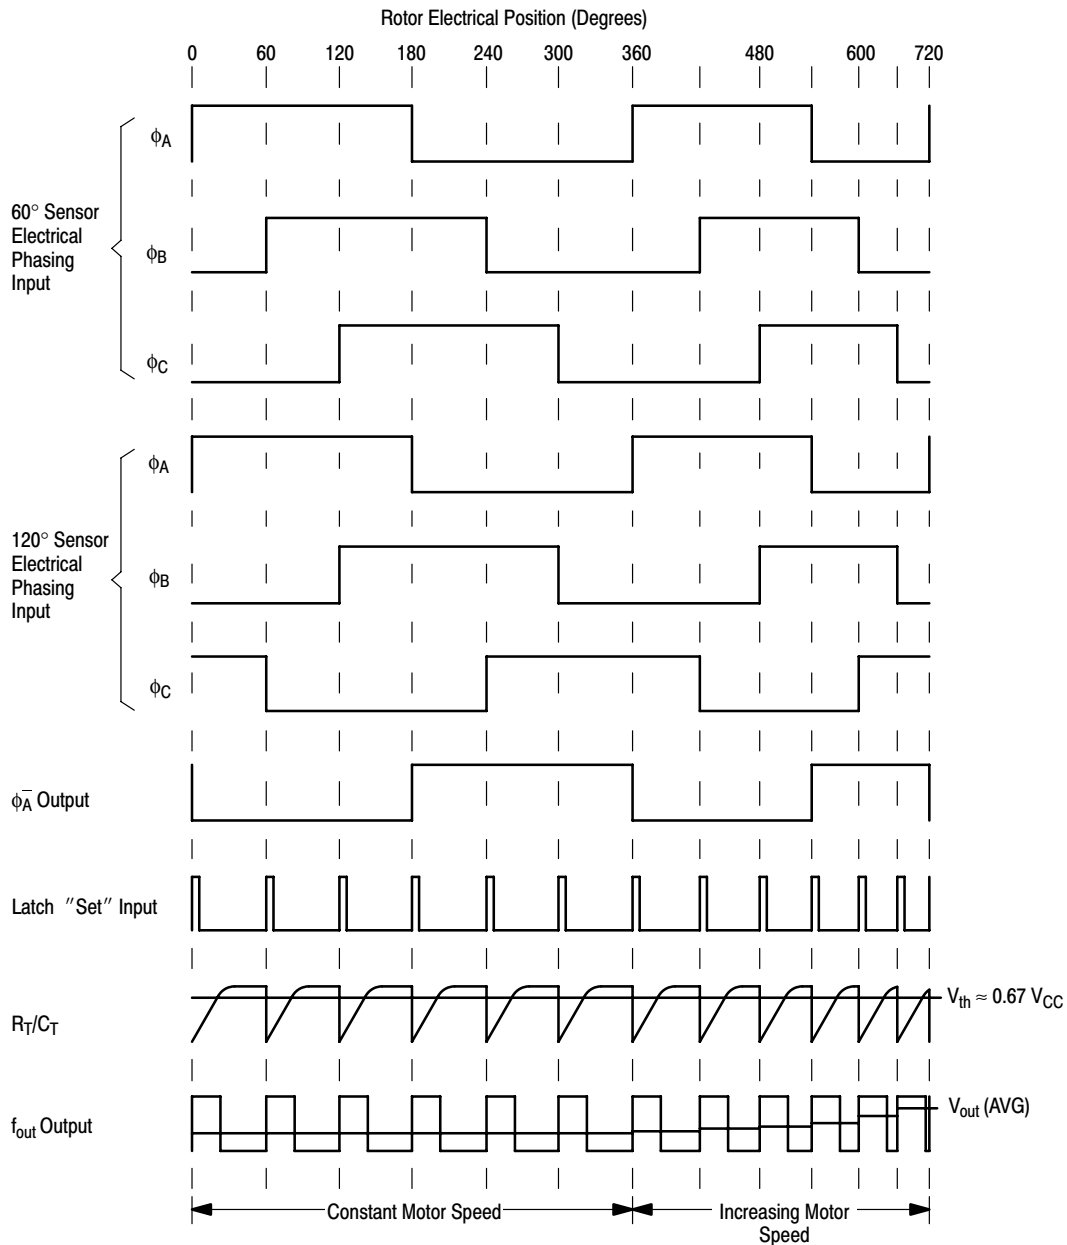 Rotor Electrical Position (Degrees)
0 60 120 180 240 300 360 480 600 720
60° Sensor
Electrical
Phasing
Input
ϕA
ϕB
ϕC
120° Sensor
Electrical
Phasing
Input
ϕA
ϕB
ϕC
ϕA̅ Output
Latch ″Set″ Input
RT/CT
Vth ≈ 0.67 VCC
fout Output
Vout (AVG)
Constant Motor Speed
Increasing Motor
Speed